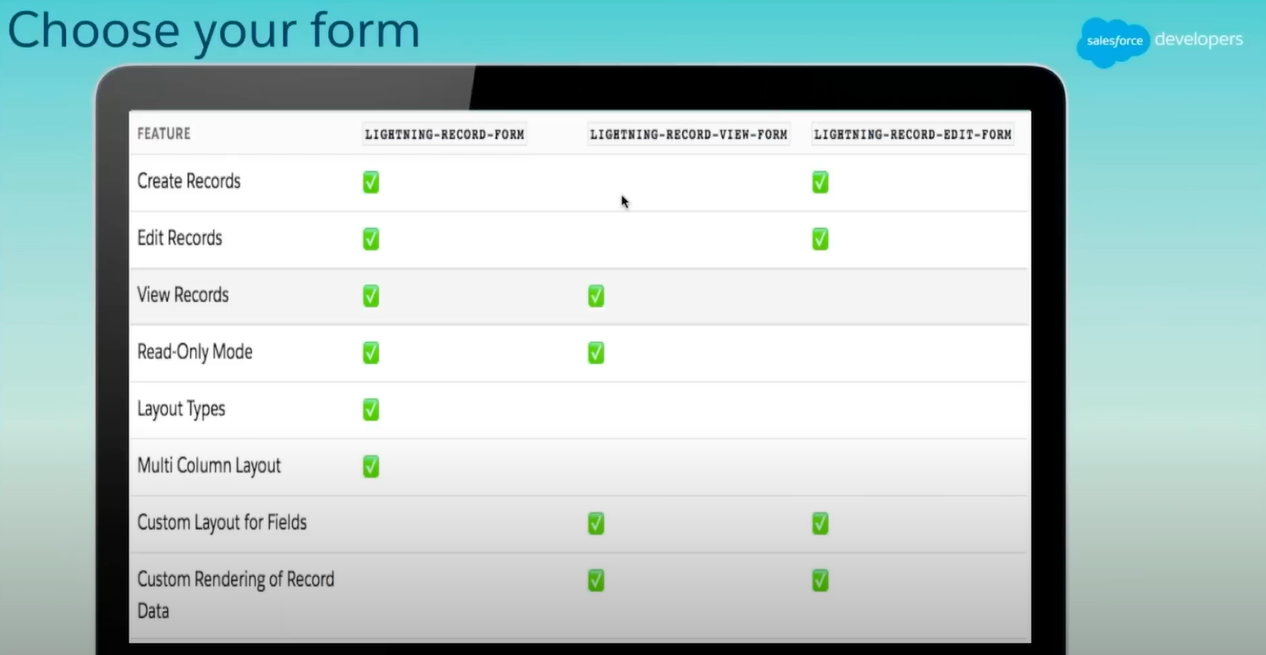 Choose your form
salesforce developers
FEATURE LIGHTNING-RECORD-FORM LIGHTNING-RECORD-VIEW-FORM LIGHTNING-RECORD-EDIT-FORM
Create Records ✅ ✅
Edit Records ✅ ✅
View Records ✅ ✅
Read-Only Mode ✅ ✅
Layout Types ✅
Multi Column Layout ✅
Custom Layout for Fields ✅ ✅
Custom Rendering of Record ✅ ✅
Data